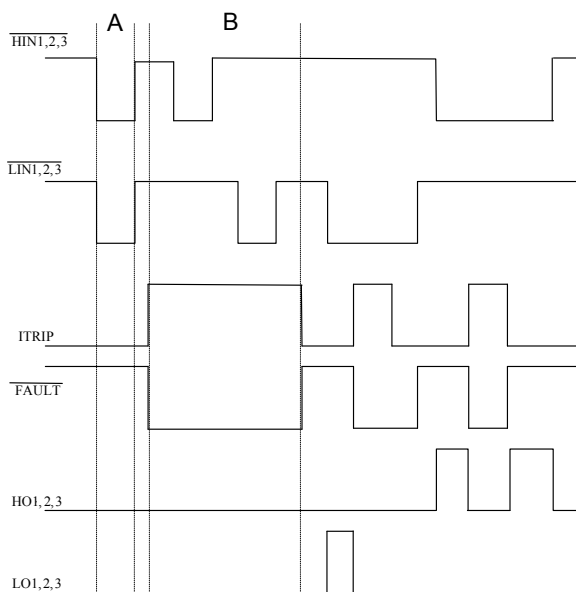 A B
HIN1,2,3
LIN1,2,3
ITRIP
FAULT
HO1,2,3
LO1,2,3